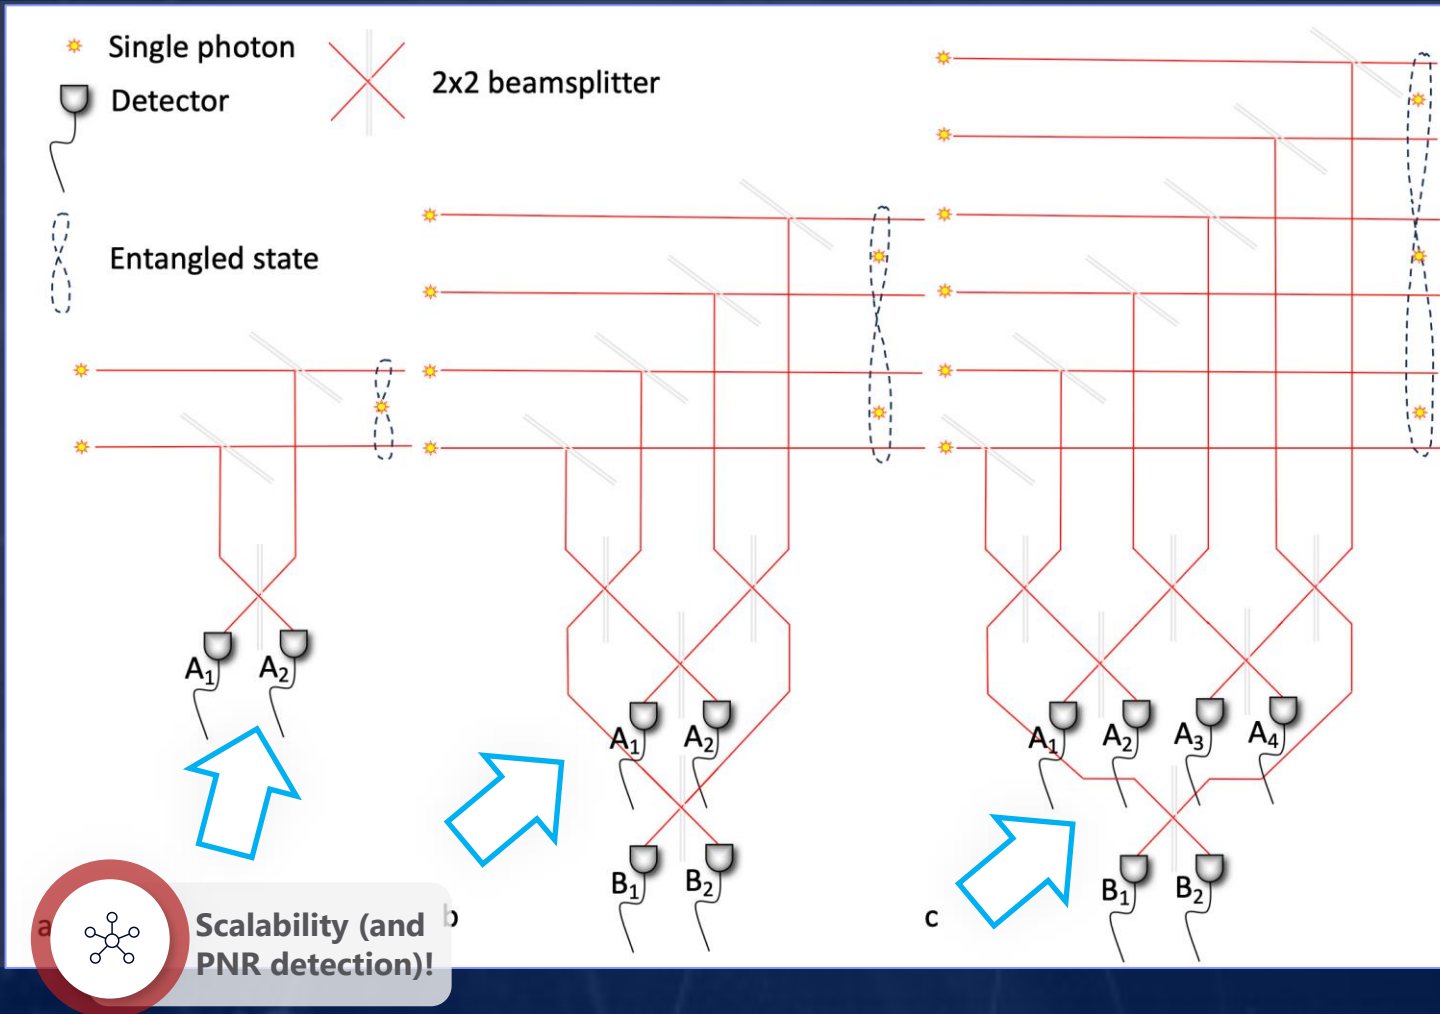 Single photon
Detector
2x2 beamsplitter
Entangled state
A1
A2
A1
A2
B1
B2
A1
A2
A3
A4
B1
B2
a
b
c
Scalability (and
PNR detection)!